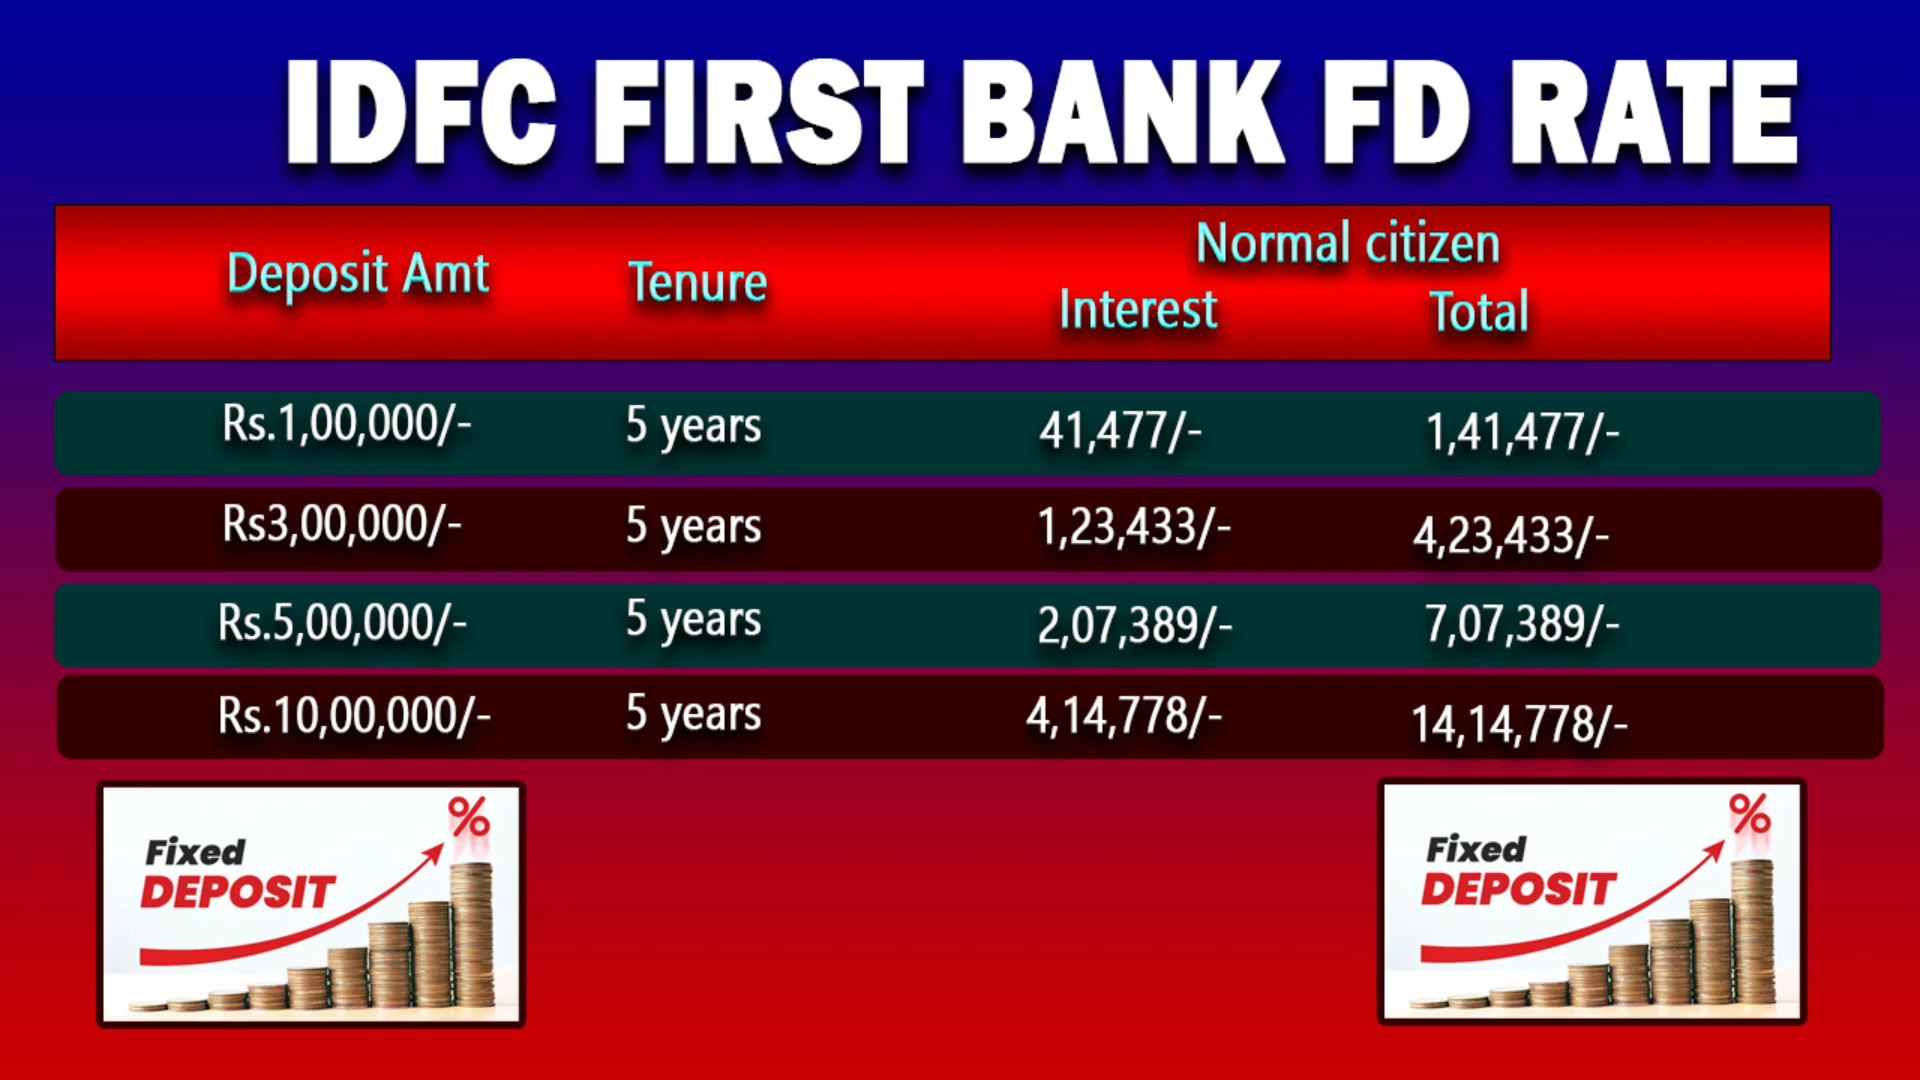 IDFC FIRST BANK FD RATE
Normal citizen
Deposit Amt Tenure Interest Total
Rs.1,00,000/- 5 years 41,477/- 1,41,477/-
Rs3,00,000/- 5 years 1,23,433/- 4,23,433/-
Rs.5,00,000/- 5 years 2,07,389/- 7,07,389/-
Rs.10,00,000/- 5 years 4,14,778/- 14,14,778/-
%
Fixed
DEPOSIT
%
Fixed
DEPOSIT